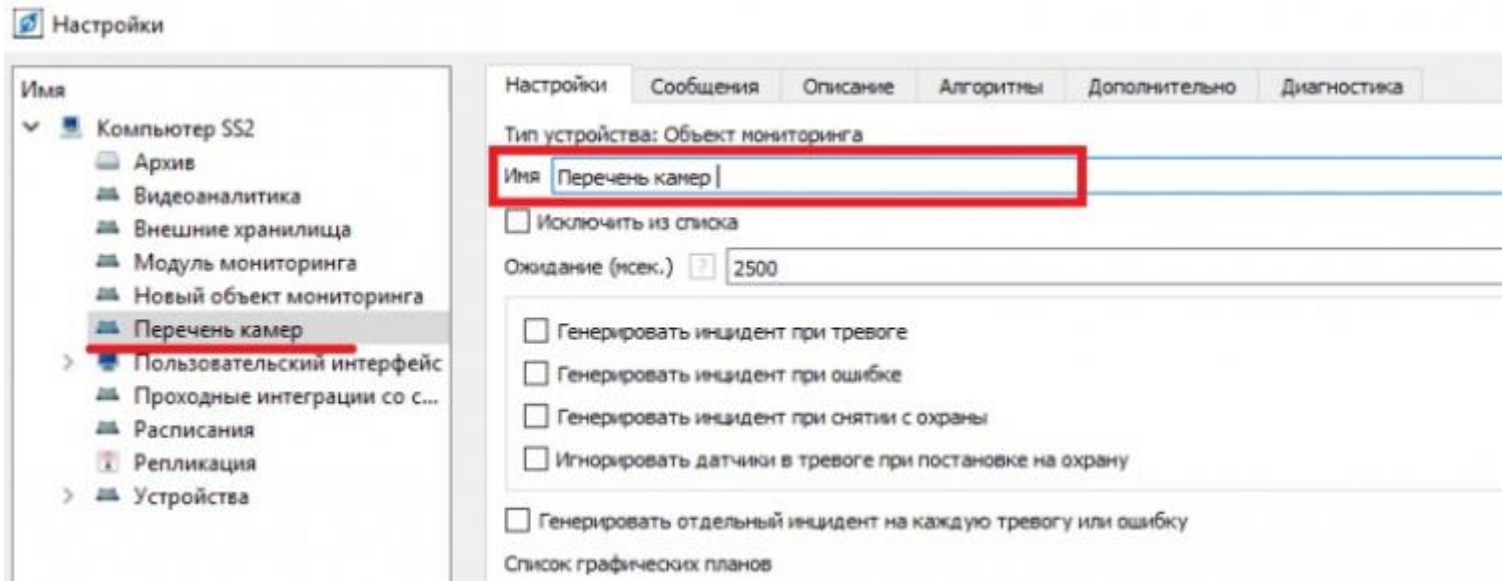 Настройки
Имя
Компьютер SS2
Архив
Видеоаналитика
Внешние хранилища
Модуль мониторинга
Новый объект мониторинга
Перечень камер
Пользовательский интерфейс
Проходные интеграции со с...
Расписания
Репликация
Устройства
Настройки Сообщения Описание Алгоритмы Дополнительно Диагностика
Тип устройства: Объект мониторинга
Имя Перечень камер
Исключить из списка
Ожидание (мсек.) ? 2500
Генерировать инцидент при тревоге
Генерировать инцидент при ошибке
Генерировать инцидент при снятии с охраны
Игнорировать датчики в тревоге при постановке на охрану
Генерировать отдельный инцидент на каждую тревогу или ошибку
Список графических планов